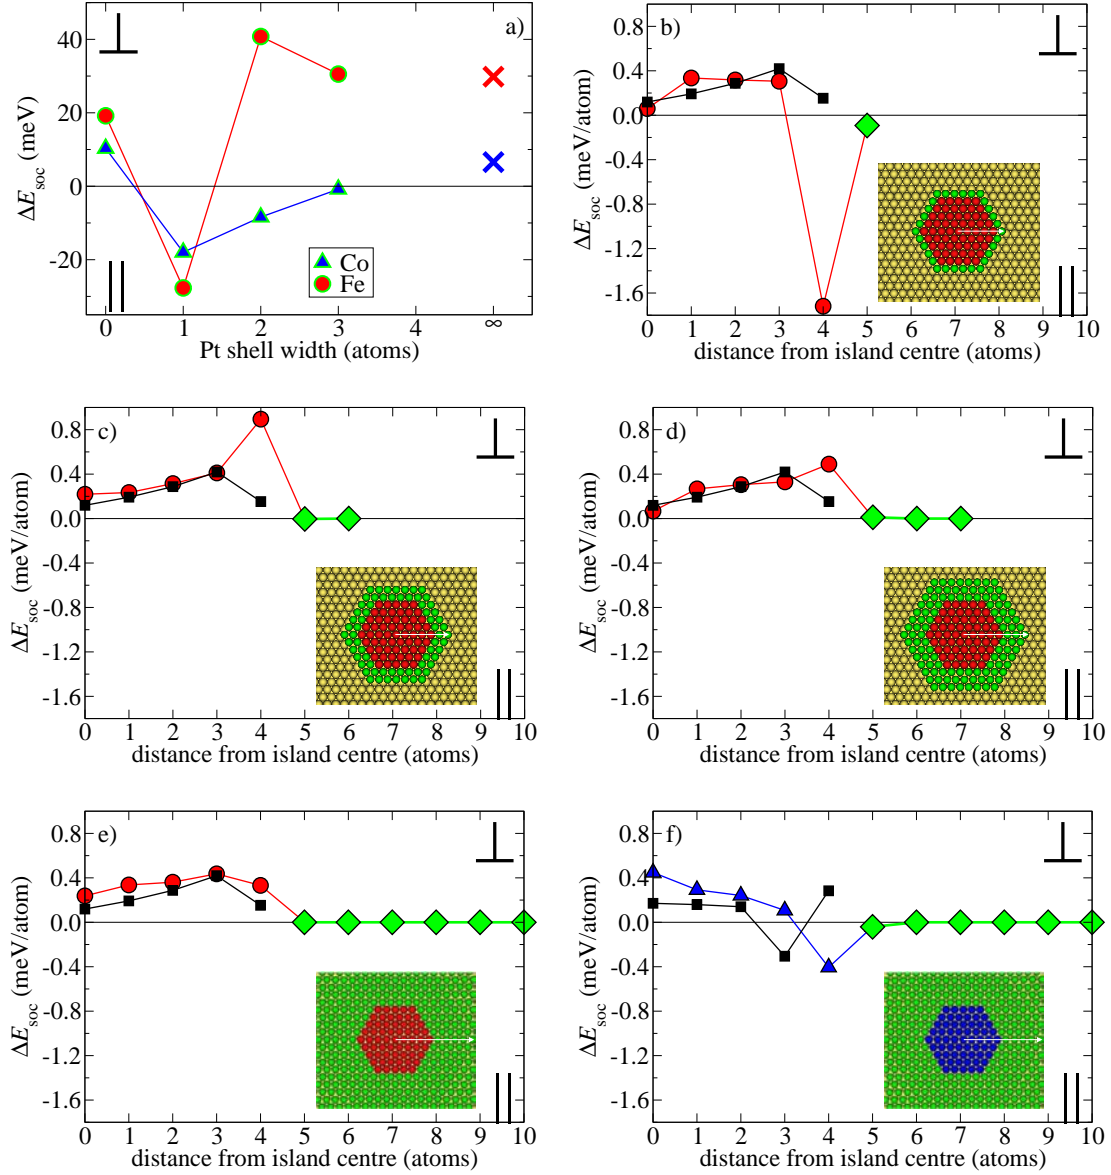 a)
40
20
0
-20
ΔE_soc (meV)
Co
Fe
0 1 2 3 4 ∞
Pt shell width (atoms)
b)
0.8
0.4
0.0
-0.4
-0.8
-1.2
-1.6
ΔE_soc (meV/atom)
0 1 2 3 4 5 6 7 8 9 10
distance from island centre (atoms)
c)
0.8
0.4
0.0
-0.4
-0.8
-1.2
-1.6
ΔE_soc (meV/atom)
0 1 2 3 4 5 6 7 8 9 10
distance from island centre (atoms)
d)
0.8
0.4
0.0
-0.4
-0.8
-1.2
-1.6
ΔE_soc (meV/atom)
0 1 2 3 4 5 6 7 8 9 10
distance from island centre (atoms)
e)
0.8
0.4
0.0
-0.4
-0.8
-1.2
-1.6
ΔE_soc (meV/atom)
0 1 2 3 4 5 6 7 8 9 10
distance from island centre (atoms)
f)
0.8
0.4
0.0
-0.4
-0.8
-1.2
-1.6
ΔE_soc (meV/atom)
0 1 2 3 4 5 6 7 8 9 10
distance from island centre (atoms)